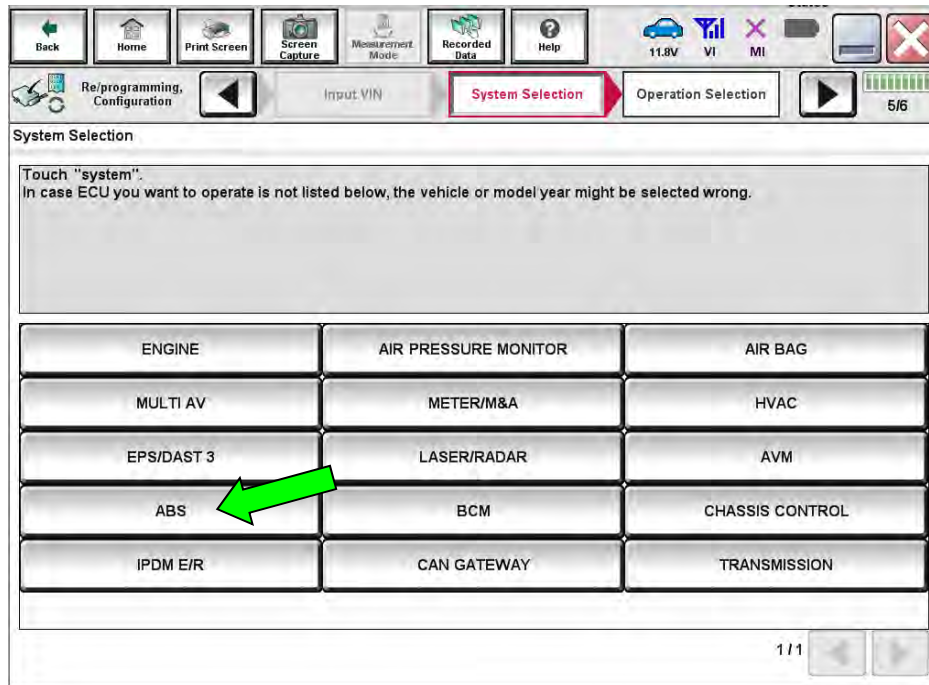 Back
Home
Print Screen
Screen
Capture
Measurement
Mode
Recorded
Data
Help
11.8V
VI
MI
Re/programming,
Configuration
Input VIN
System Selection
Operation Selection
5/6
System Selection
Touch "system".
In case ECU you want to operate is not listed below, the vehicle or model year might be selected wrong.
ENGINE
AIR PRESSURE MONITOR
AIR BAG
MULTI AV
METER/M&A
HVAC
EPS/DAST 3
LASER/RADAR
AVM
ABS
BCM
CHASSIS CONTROL
IPDM E/R
CAN GATEWAY
TRANSMISSION
1/1